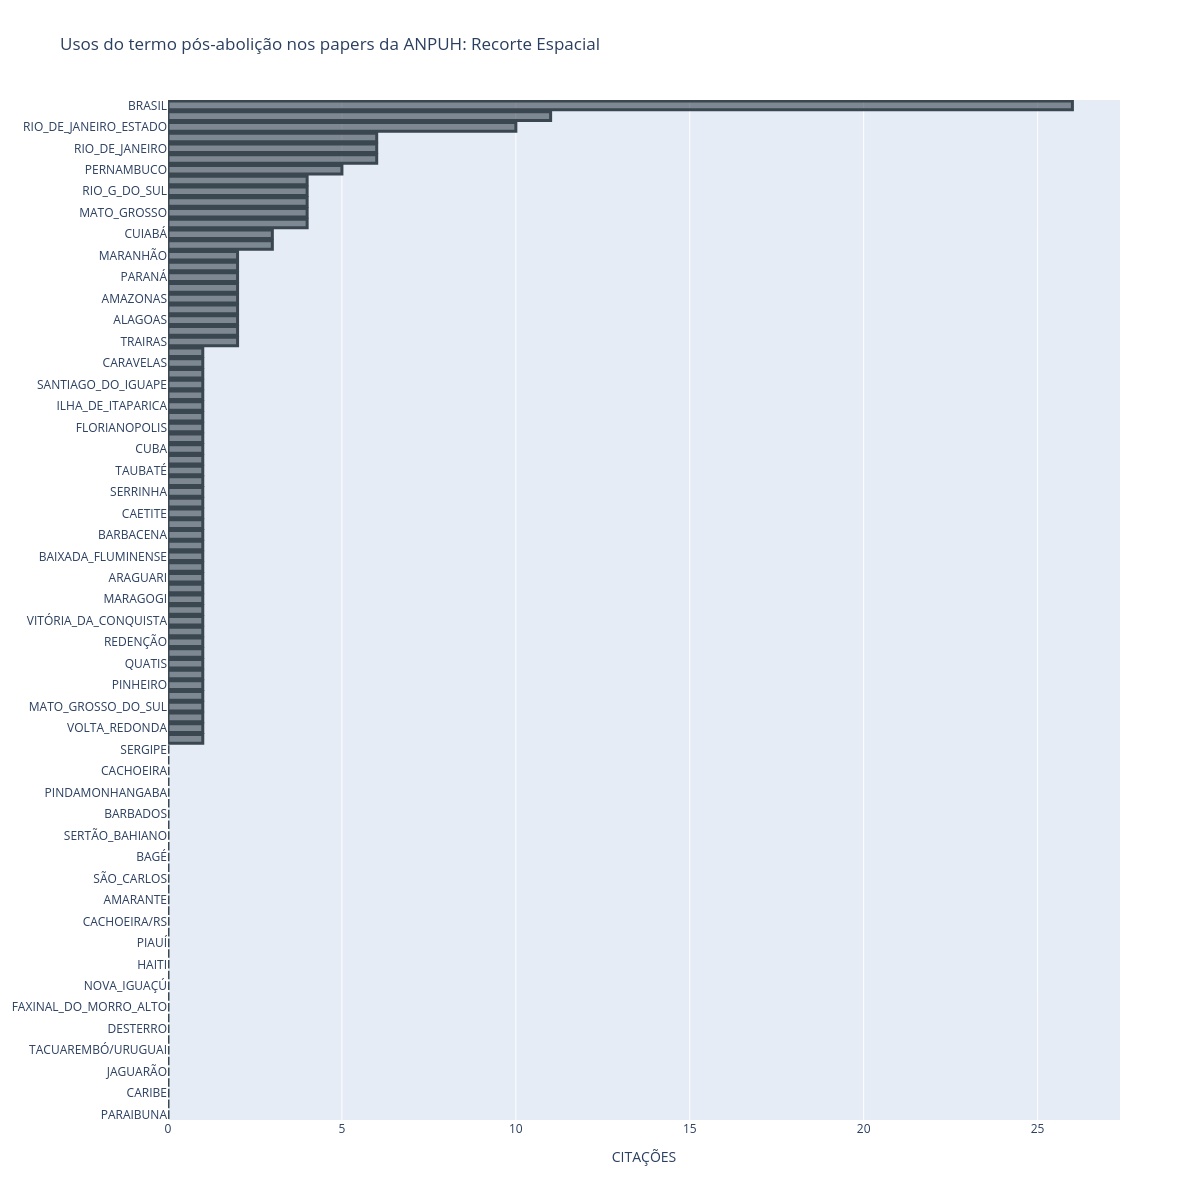 Usos do termo pós-abolição nos papers da ANPUH: Recorte Espacial
BRASIL
RIO_DE_JANEIRO_ESTADO
RIO_DE_JANEIRO
PERNAMBUCO
RIO_G_DO_SUL
MATO_GROSSO
CUIABÁ
MARANHÃO
PARANÁ
AMAZONAS
ALAGOAS
TRAIRAS
CARAVELAS
SANTIAGO_DO_IGUAPE
ILHA_DE_ITAPARICA
FLORIANOPOLIS
CUBA
TAUBATÉ
SERRINHA
CAETITE
BARBACENA
BAIXADA_FLUMINENSE
ARAGUARI
MARAGOGI
VITÓRIA_DA_CONQUISTA
REDENÇÃO
QUATIS
PINHEIRO
MATO_GROSSO_DO_SUL
VOLTA_REDONDA
SERGIPE
CACHOEIRA
PINDAMONHANGABA
BARBADOS
SERTÃO_BAHIANO
BAGÉ
SÃO_CARLOS
AMARANTE
CACHOEIRA/RS
PIAUÍ
HAITI
NOVA_IGUAÇÚ
FAXINAL_DO_MORRO_ALTO
DESTERRO
TACUAREMBÓ/URUGUAI
JAGUARÃO
CARIBE
PARAIBUNA
0 5 10 15 20 25
CITAÇÕES